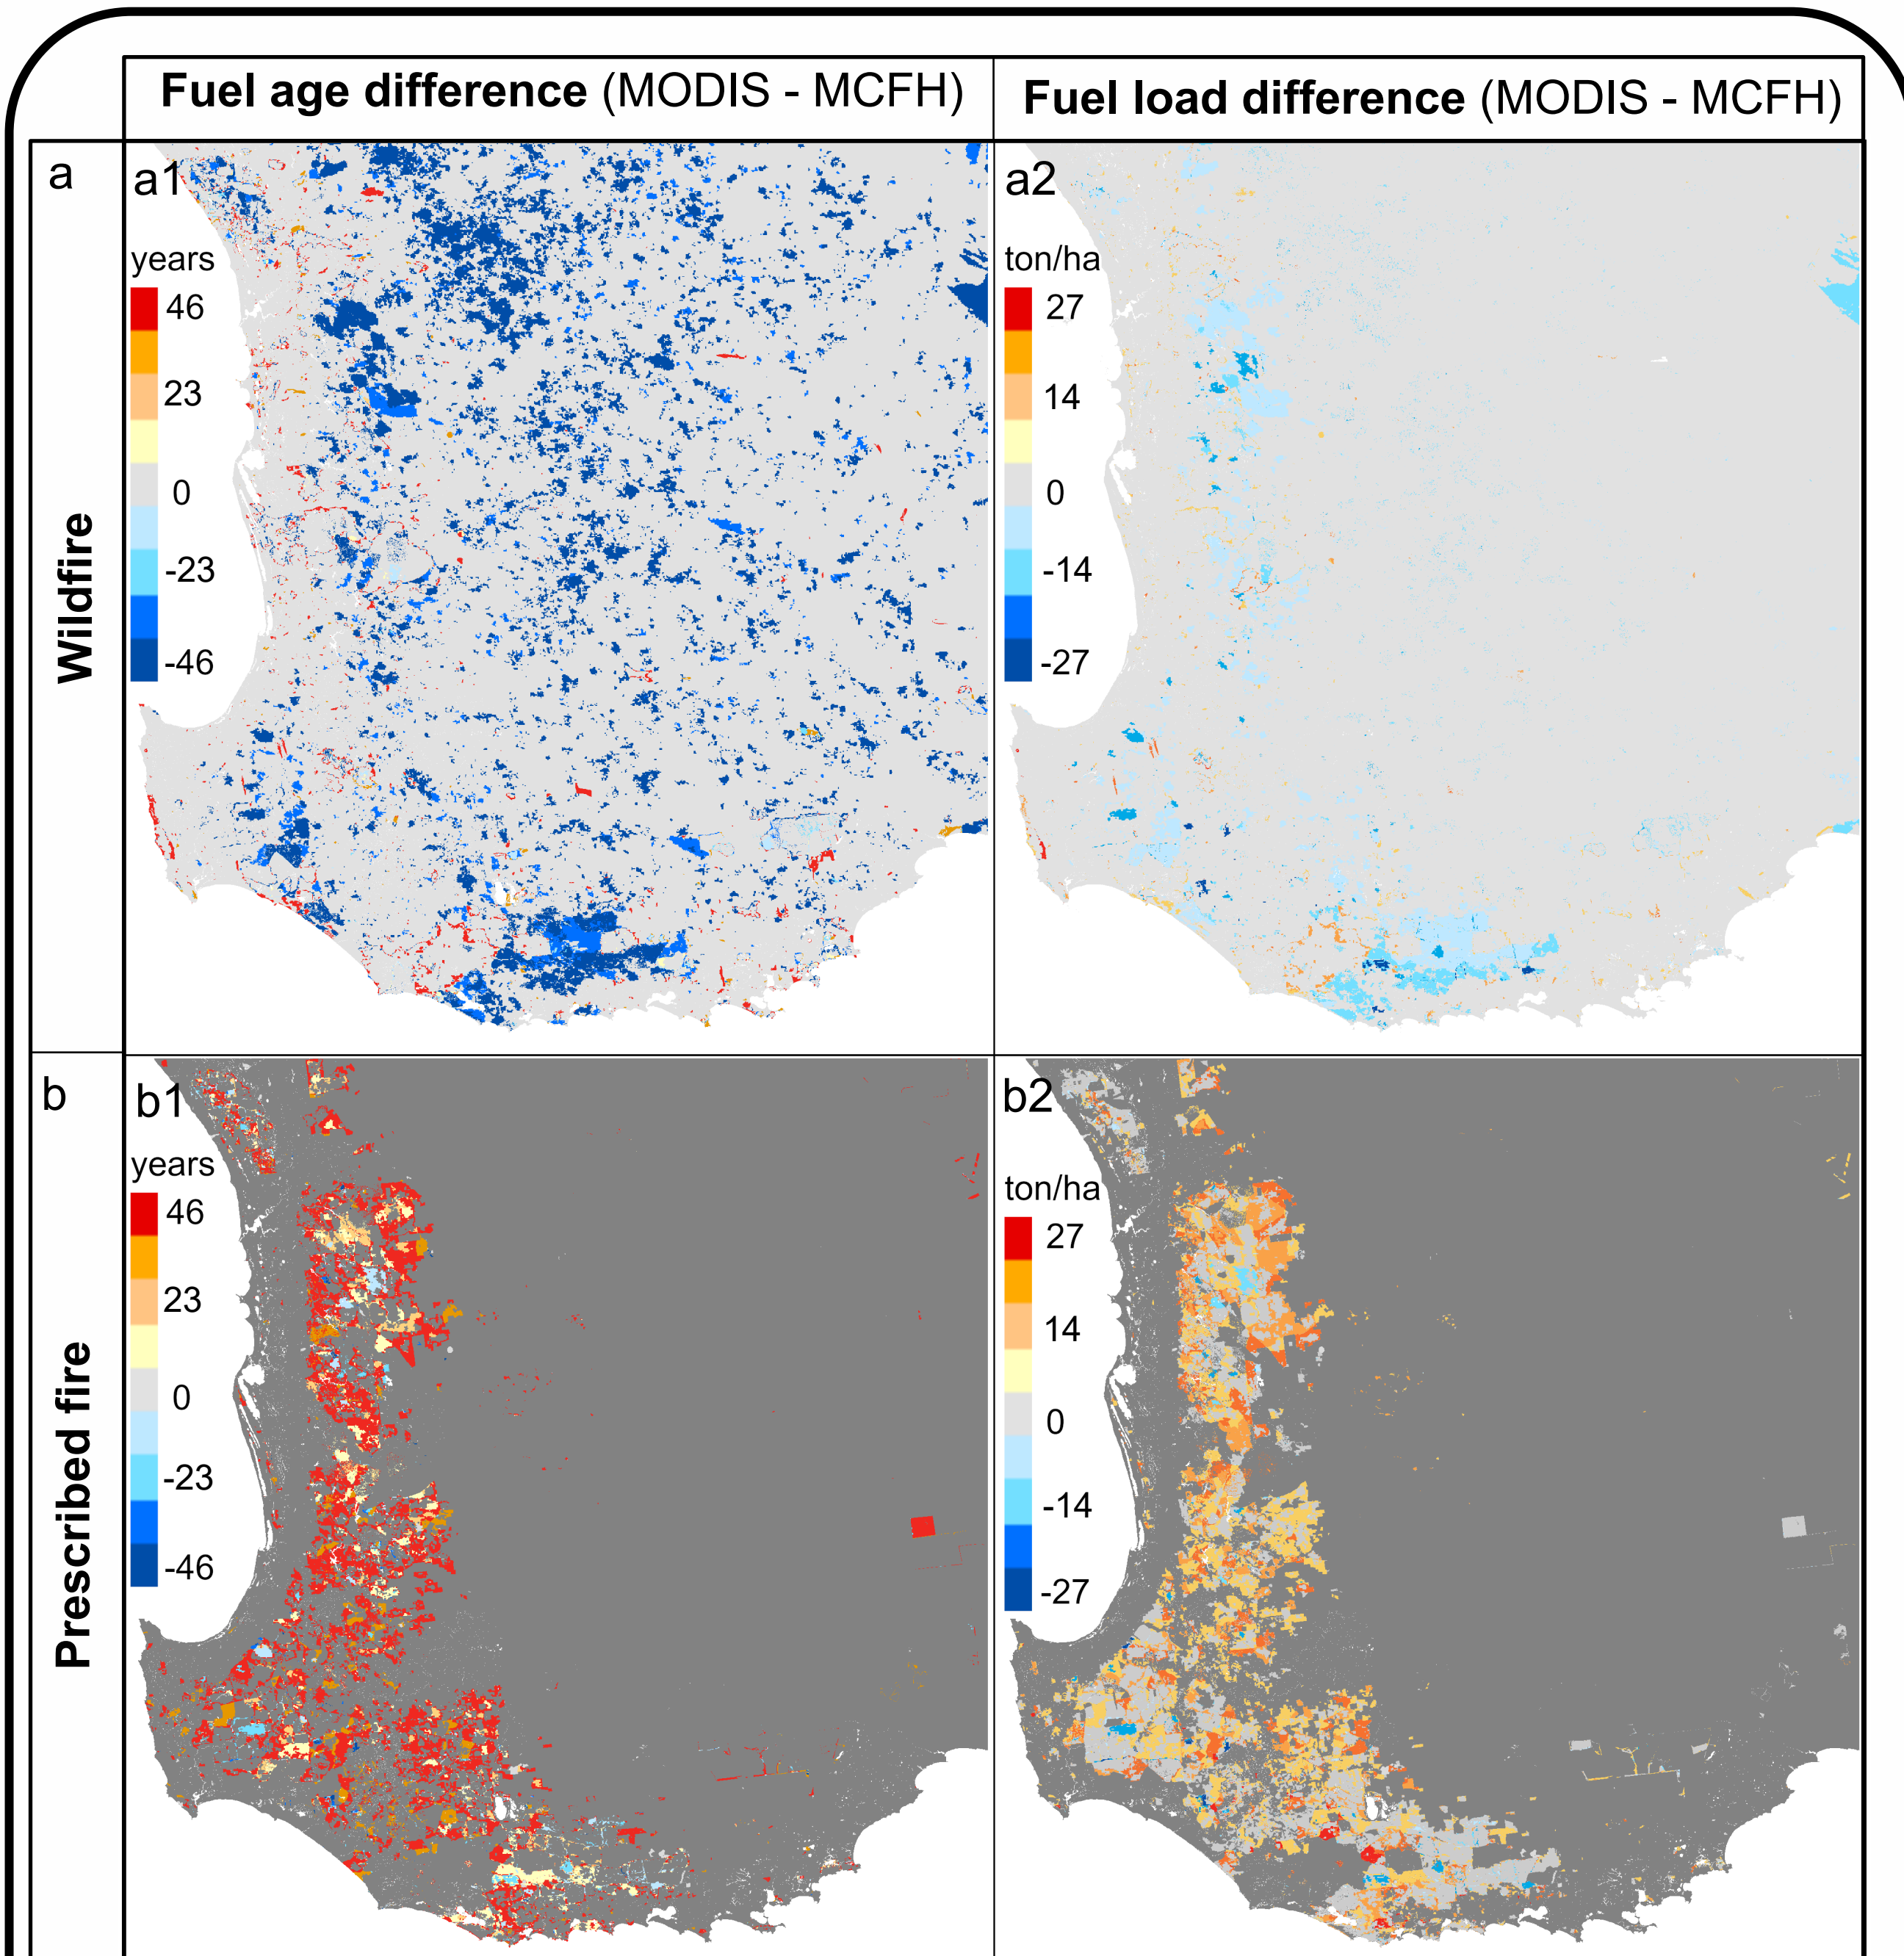 Fuel age difference (MODIS - MCFH)
Fuel load difference (MODIS - MCFH)
a
Wildfire
a1
years
46
23
0
-23
-46
a2
ton/ha
27
14
0
-14
-27
b
Prescribed fire
b1
years
46
23
0
-23
-46
b2
ton/ha
27
14
0
-14
-27